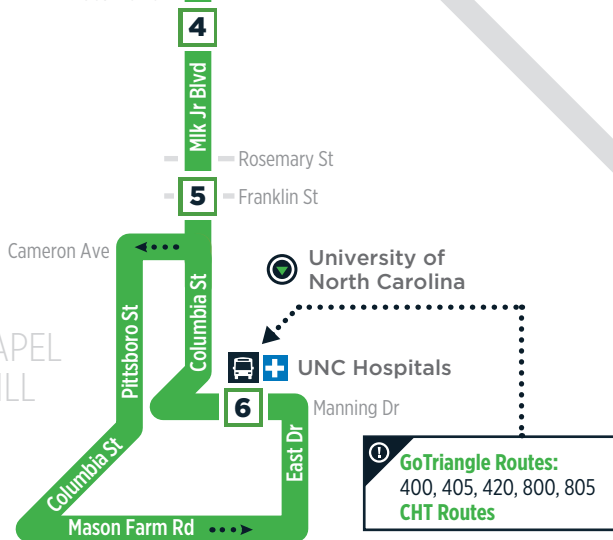 4
Mlk Jr Blvd
Rosemary St
5
Franklin St
Cameron Ave
University of
North Carolina
Pittsboro St
Columbia St
UNC Hospitals
6
Manning Dr
Columbia St
East Dr
Mason Farm Rd
GoTriangle Routes:
400, 405, 420, 800, 805
CHT Routes